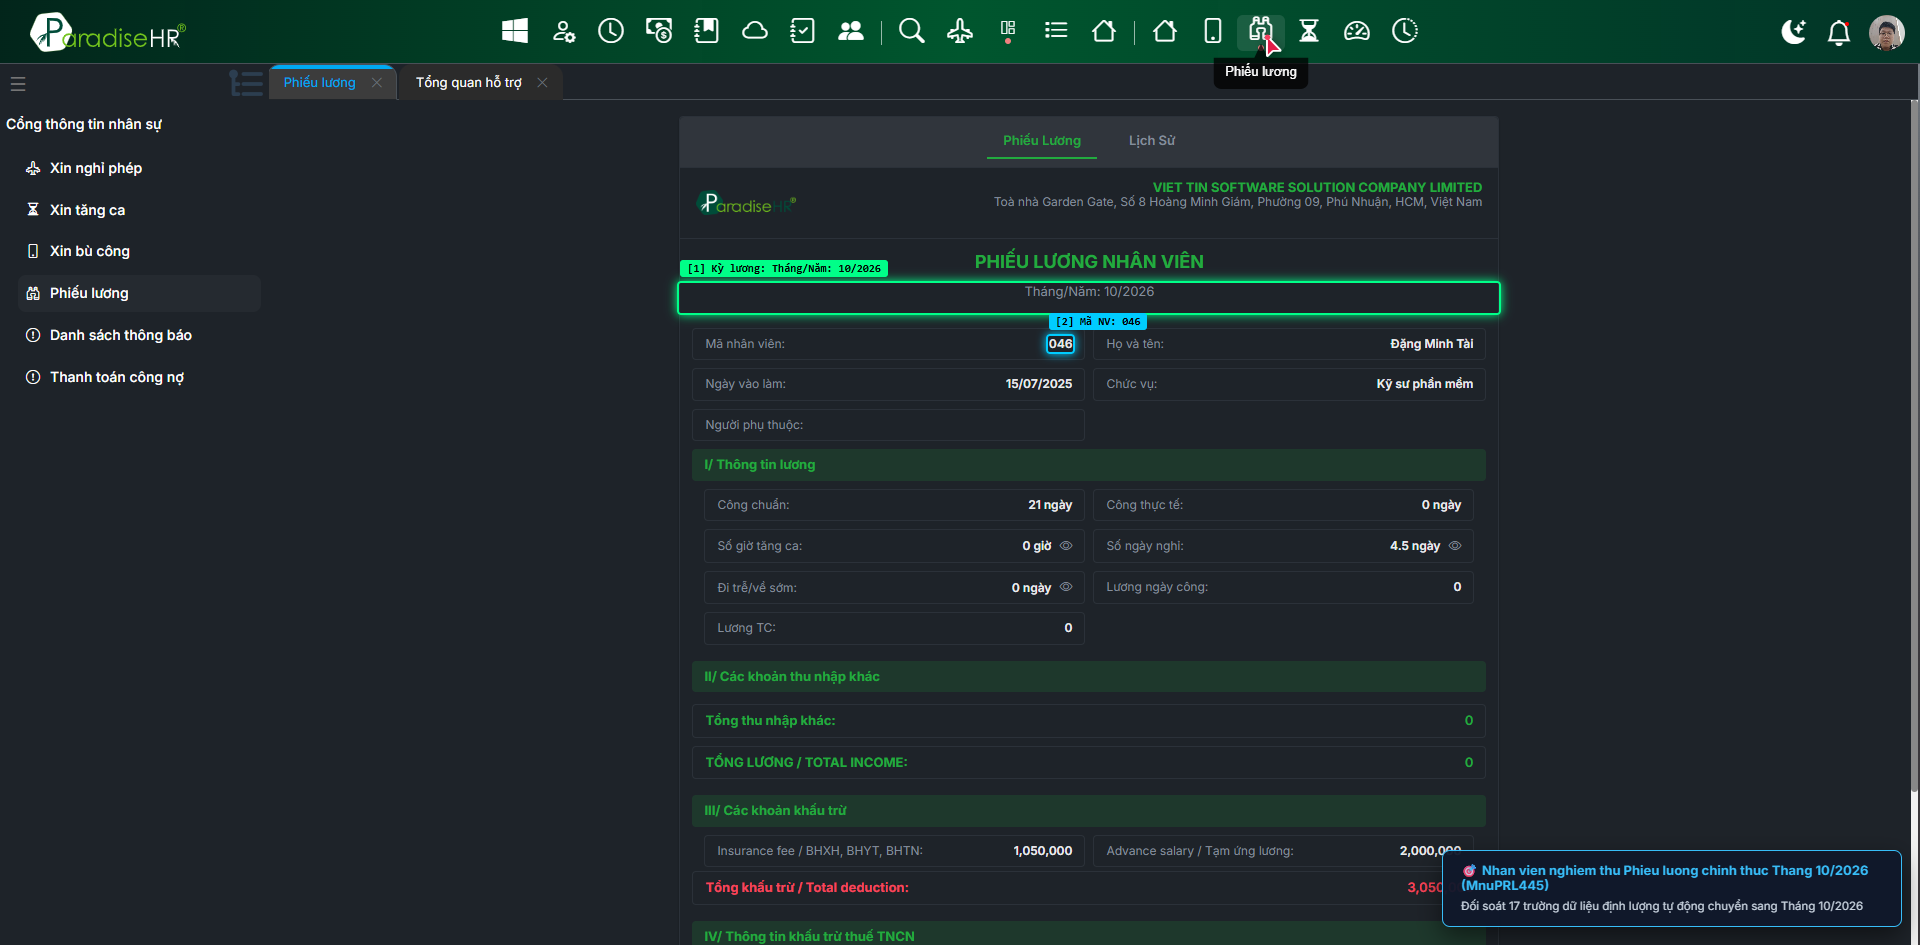 ParadiseHR®
Phiếu lương
Phiếu lương
Tổng quan hỗ trợ
Cổng thông tin nhân sự
Xin nghỉ phép
Xin tăng ca
Xin bù công
Phiếu lương
Danh sách thông báo
Thanh toán công nợ
Phiếu Lương
Lịch Sử
ParadiseHR®
VIET TIN SOFTWARE SOLUTION COMPANY LIMITED
Toà nhà Garden Gate, Số 8 Hoàng Minh Giám, Phường 09, Phú Nhuận, HCM, Việt Nam
PHIẾU LƯƠNG NHÂN VIÊN
[1] Kỳ lương: Tháng/Năm: 10/2026
Tháng/Năm: 10/2026
[2] Mã NV: 046
Mã nhân viên: 046
Họ và tên: Đặng Minh Tài
Ngày vào làm: 15/07/2025
Chức vụ: Kỹ sư phần mềm
Người phụ thuộc:
I/ Thông tin lương
Công chuẩn: 21 ngày
Công thực tế: 0 ngày
Số giờ tăng ca: 0 giờ
Số ngày nghỉ: 4.5 ngày
Đi trễ/về sớm: 0 ngày
Lương ngày công: 0
Lương TC: 0
II/ Các khoản thu nhập khác
Tổng thu nhập khác: 0
TỔNG LƯƠNG / TOTAL INCOME: 0
III/ Các khoản khấu trừ
Insurance fee / BHXH, BHYT, BHTN: 1,050,000
Advance salary / Tạm ứng lương: 2,000,000
Tổng khấu trừ / Total deduction: 3,050
IV/ Thông tin khấu trừ thuế TNCN
Nhan vien nghiem thu Phieu luong chinh thuc Thang 10/2026
(MnuPRL445)
Đối soát 17 trường dữ liệu định lượng tự động chuyển sang Tháng 10/2026